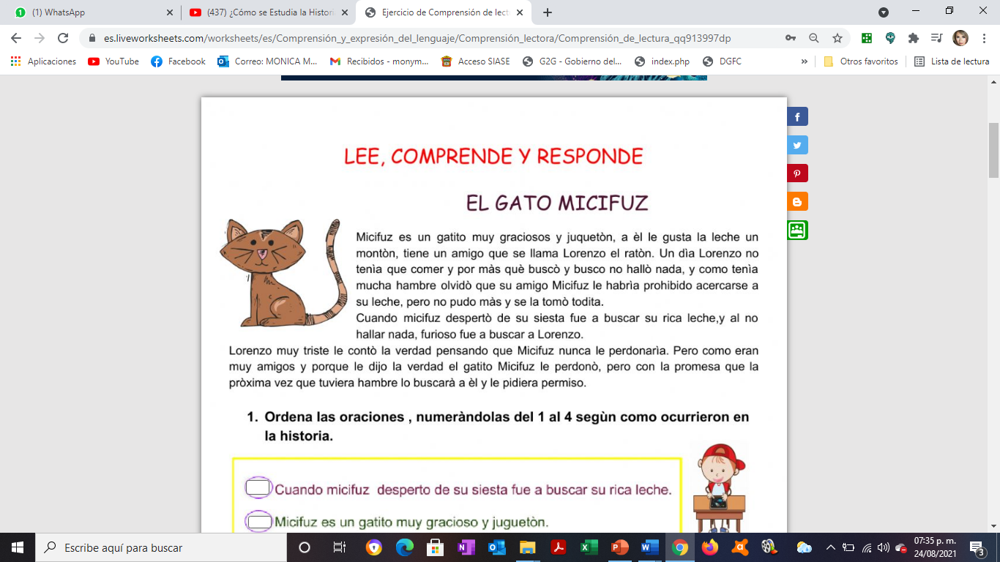 (1) WhatsApp
(437) ¿Cómo se Estudia la Histori
Ejercicio de Comprensión de lect
es.liveworksheets.com/worksheets/es/Comprensión_y_expresión_del_lenguaje/Comprensión_lectora/Comprensión_de_lectura_qq913997dp
Aplicaciones
YouTube
Facebook
Correo: MONICA M...
Recibidos - monym...
Acceso SIASE
G2G - Gobierno del...
index.php
DGFC
»
Otros favoritos
Lista de lectura
LEE, COMPRENDE Y RESPONDE
EL GATO MICIFUZ
Micifuz es un gatito muy graciosos y juquetòn, a èl le gusta la leche un
montòn, tiene un amigo que se llama Lorenzo el ratòn. Un dìa Lorenzo no
tenìa que comer y por màs què buscò y busco no hallò nada, y como tenìa
mucha hambre olvidò que su amigo Micifuz le habrìa prohibido acercarse a
su leche, pero no pudo màs y se la tomò todita.
Cuando micifuz despertò de su siesta fue a buscar su rica leche,y al no
hallar nada, furioso fue a buscar a Lorenzo.
Lorenzo muy triste le contò la verdad pensando que Micifuz nunca le perdonarìa. Pero como eran
muy amigos y porque le dijo la verdad el gatito Micifuz le perdonò, pero con la promesa que la
pròxima vez que tuviera hambre lo buscarà a èl y le pidiera permiso.
1. Ordena las oraciones , numeràndolas del 1 al 4 segùn como ocurrieron en
la historia.
Cuando micifuz desperto de su siesta fue a buscar su rica leche.
Micifuz es un gatito muy gracioso y juguetòn.
Escribe aquí para buscar
07:35 p. m.
24/08/2021
3